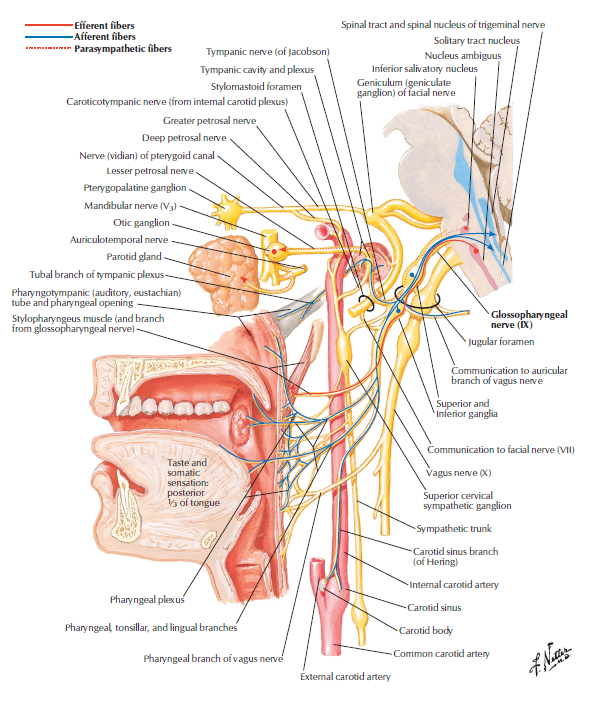 Efferent fibers
Afferent fibers
Parasympathetic fibers
Spinal tract and spinal nucleus of trigeminal nerve
Solitary tract nucleus
Nucleus ambiguus
Inferior salivatory nucleus
Geniculum (geniculate
ganglion) of facial nerve
Tympanic nerve (of Jacobson)
Tympanic cavity and plexus
Stylomastoid foramen
Caroticotympanic nerve (from internal carotid plexus)
Greater petrosal nerve
Deep petrosal nerve
Nerve (vidian) of pterygoid canal
Lesser petrosal nerve
Pterygopalatine ganglion
Mandibular nerve (V3)
Otic ganglion
Auriculotemporal nerve
Parotid gland
Tubal branch of tympanic plexus
Pharyngotympanic (auditory, eustachian)
tube and pharyngeal opening
Stylopharyngeus muscle (and branch
from glossopharyngeal nerve)
Glossopharyngeal
nerve (IX)
Jugular foramen
Communication to auricular
branch of vagus nerve
Superior and
Inferior ganglia
Communication to facial nerve (VII)
Vagus nerve (X)
Superior cervical
sympathetic ganglion
Sympathetic trunk
Carotid sinus branch
(of Hering)
Internal carotid artery
Carotid sinus
Carotid body
Common carotid artery
External carotid artery
Taste and
somatic
sensation:
posterior
1/3 of tongue
Pharyngeal plexus
Pharyngeal, tonsillar, and lingual branches
Pharyngeal branch of vagus nerve
F. Netter
M.D.